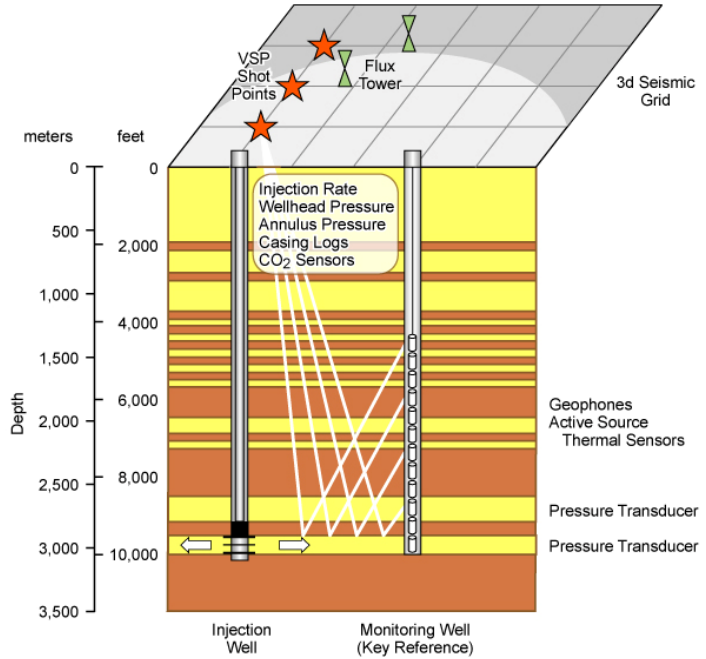 VSP
Shot
Points
Flux
Tower
3d Seismic
Grid
meters
feet
0
0
Injection Rate
Wellhead Pressure
Annulus Pressure
Casing Logs
CO2 Sensors
500
2,000
1,000
4,000
1,500
Depth
6,000
2,000
Geophones
Active Source
Thermal Sensors
8,000
2,500
Pressure Transducer
3,000
10,000
Pressure Transducer
3,500
Injection
Well
Monitoring Well
(Key Reference)